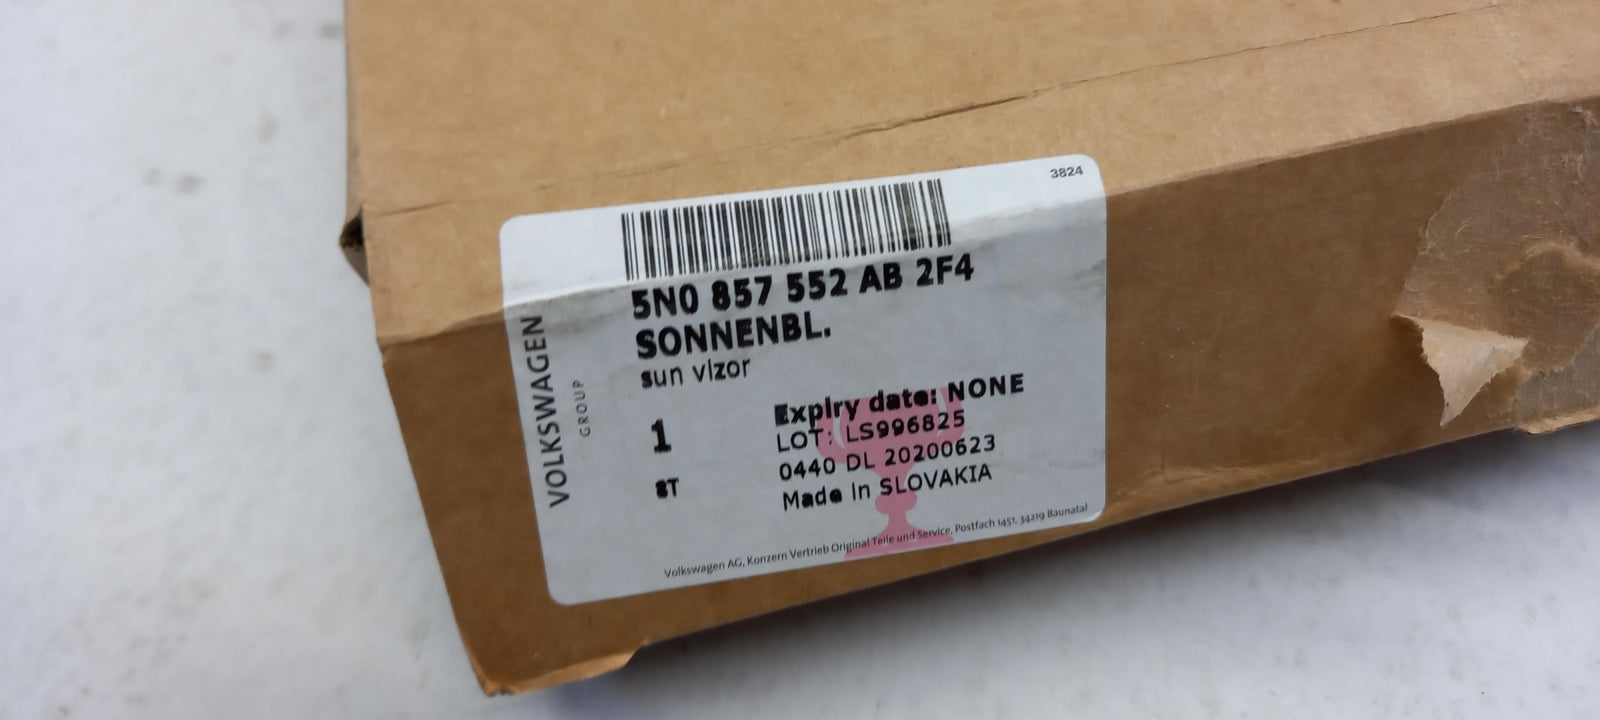 3824
5N0 857 552 AB 2F4
SONNENBL.
sun vizor
VOLKSWAGEN
GROUP
1
ST
Expiry date: NONE
LOT: LS996825
0440 DL 20200623
Made in SLOVAKIA
Volkswagen AG, Konzern Vertrieb Original Teile und Service, Postfach 1451, 34219 Baunatal